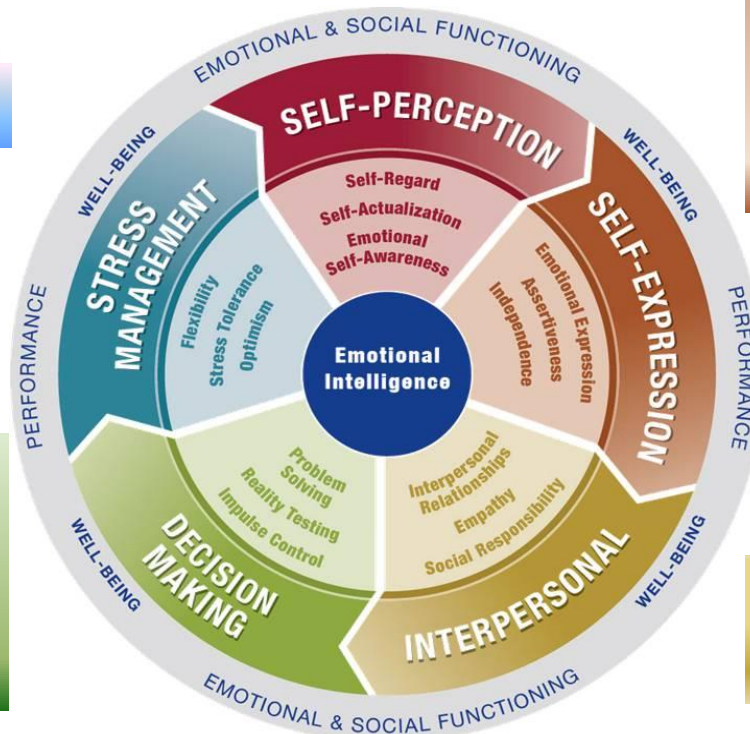 EMOTIONAL & SOCIAL FUNCTIONING
WELL-BEING
WELL-BEING
PERFORMANCE
PERFORMANCE
SELF-PERCEPTION
Self-Regard
Self-Actualization
Emotional
Self-Awareness
SELF-EXPRESSION
Emotional Expression
Assertiveness
Independence
INTERPERSONAL
Interpersonal
Relationships
Empathy
Social Responsibility
DECISION
MAKING
Problem
Solving
Reality Testing
Impulse Control
STRESS
MANAGEMENT
Flexibility
Stress Tolerance
Optimism
Emotional
Intelligence
WELL-BEING
WELL-BEING
EMOTIONAL & SOCIAL FUNCTIONING